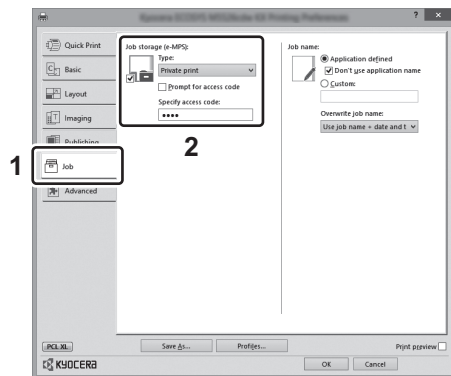 ? ×
Quick Print
Basic
Layout
Imaging
Publishing
1
Job
Advanced
Job storage (e-MPS):
Type:
Private print
Prompt for access code
Specify access code:
••••
2
Job name:
Application defined
Don't use application name
Custom:
Overwrite job name:
Use job name + date and t
PCL XL
Save As...
Profiles...
Print preview
KYOCERA
OK
Cancel